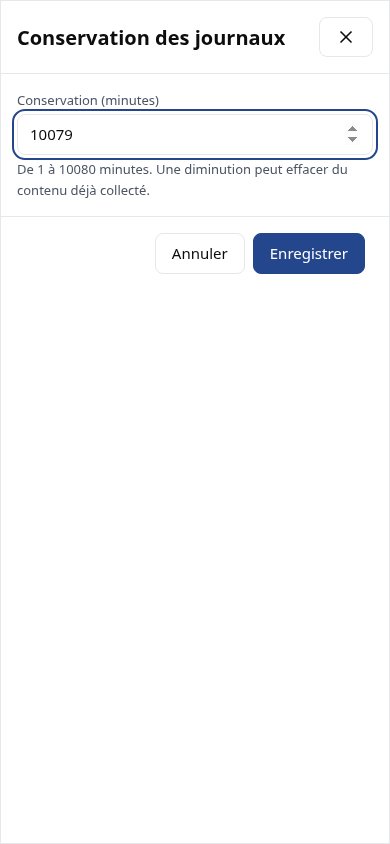 Conservation des journaux
Conservation (minutes)
10079
De 1 à 10080 minutes. Une diminution peut effacer du
contenu déjà collecté.
Annuler
Enregistrer